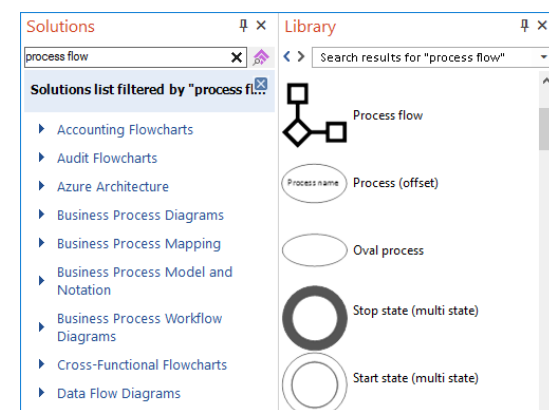 Solutions
process flow
Solutions list filtered by "process fl...
Accounting Flowcharts
Audit Flowcharts
Azure Architecture
Business Process Diagrams
Business Process Mapping
Business Process Model and
Notation
Business Process Workflow
Diagrams
Cross-Functional Flowcharts
Data Flow Diagrams
Library
Search results for "process flow"
Process flow
Process name
Process (offset)
Oval process
Stop state (multi state)
Start state (multi state)